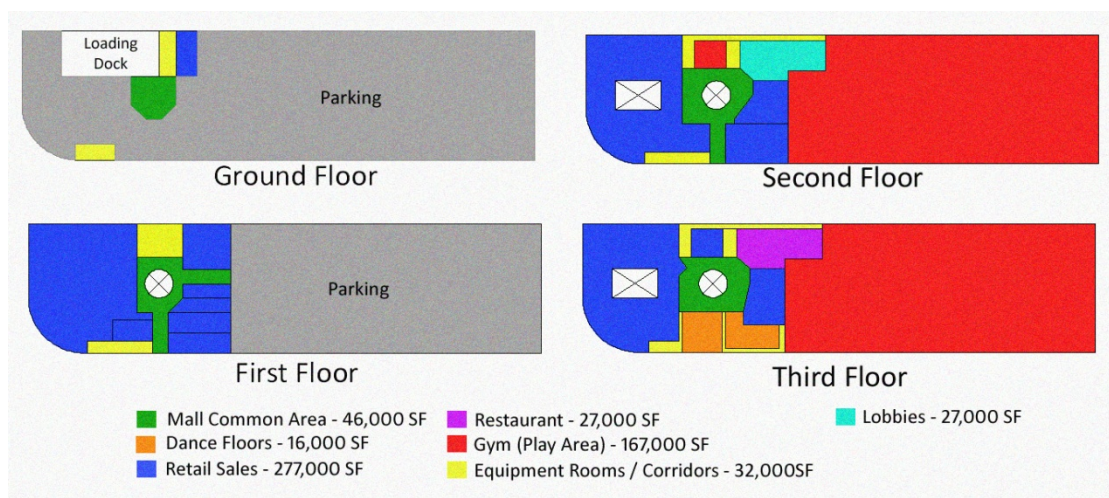 Loading
Dock
Parking
Ground Floor
Second Floor
Parking
First Floor
Third Floor
Mall Common Area - 46,000 SF
Restaurant - 27,000 SF
Lobbies - 27,000 SF
Dance Floors - 16,000 SF
Gym (Play Area) - 167,000 SF
Retail Sales - 277,000 SF
Equipment Rooms / Corridors - 32,000SF